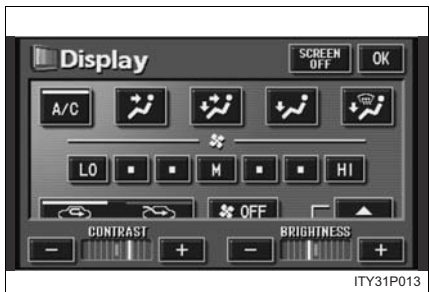 Display
SCREEN OFF
OK
A/C
LO M HI
OFF
CONTRAST BRIGHTNESS
- + - +
ITY31P013